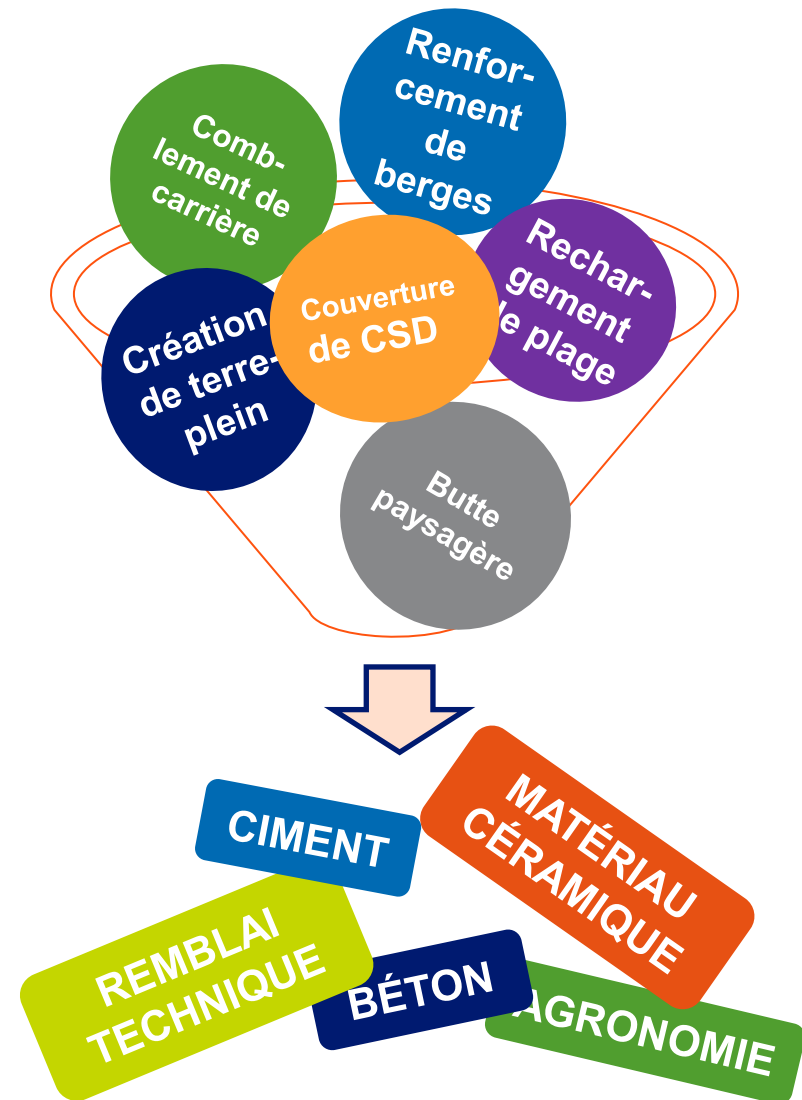 Renfor-
cement
de
berges
Comb-
lement de
carrière
Rechar-
gement
e plage
Couverture
de CSD
Création
de terre-
plein
Butte
paysagère
CIMENT
MATÉRIAU
CÉRAMIQUE
REMBLAI
TECHNIQUE
BÉTON
AGRONOMIE